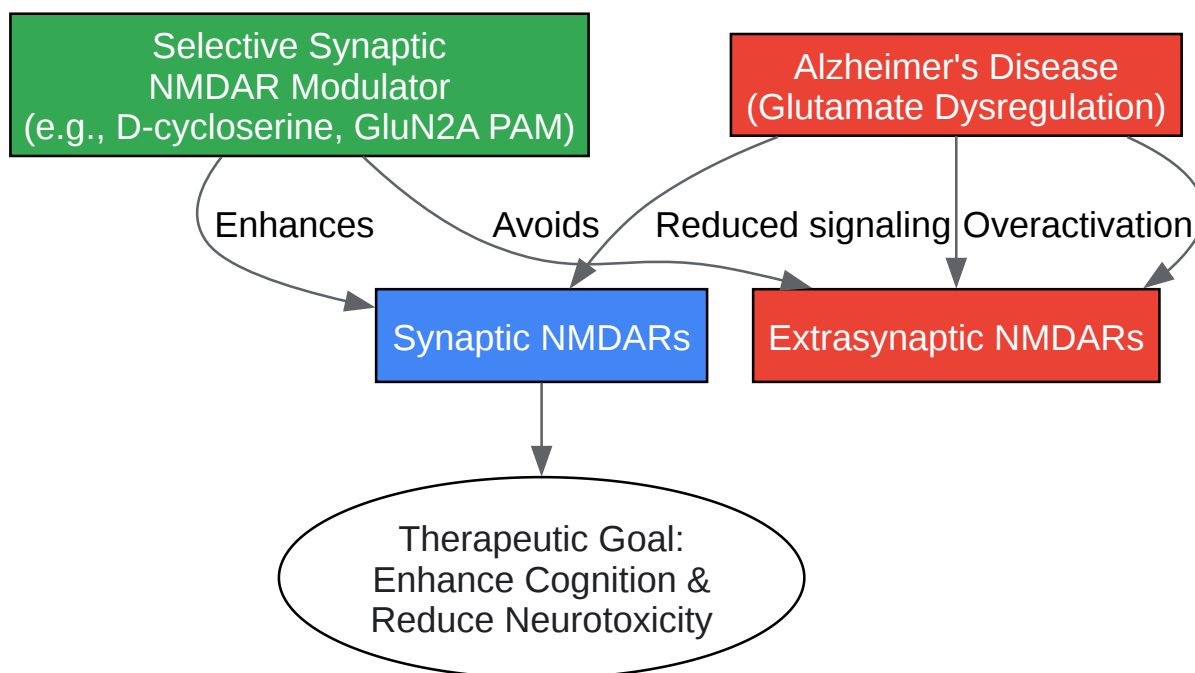 Selective Synaptic
NMDAR Modulator
(e.g., D-cycloserine, GluN2A PAM)
Alzheimer's Disease
(Glutamate Dysregulation)
Enhances
Avoids
Reduced signaling
Overactivation
Synaptic NMDARs
Extrasynaptic NMDARs
Therapeutic Goal:
Enhance Cognition &
Reduce Neurotoxicity